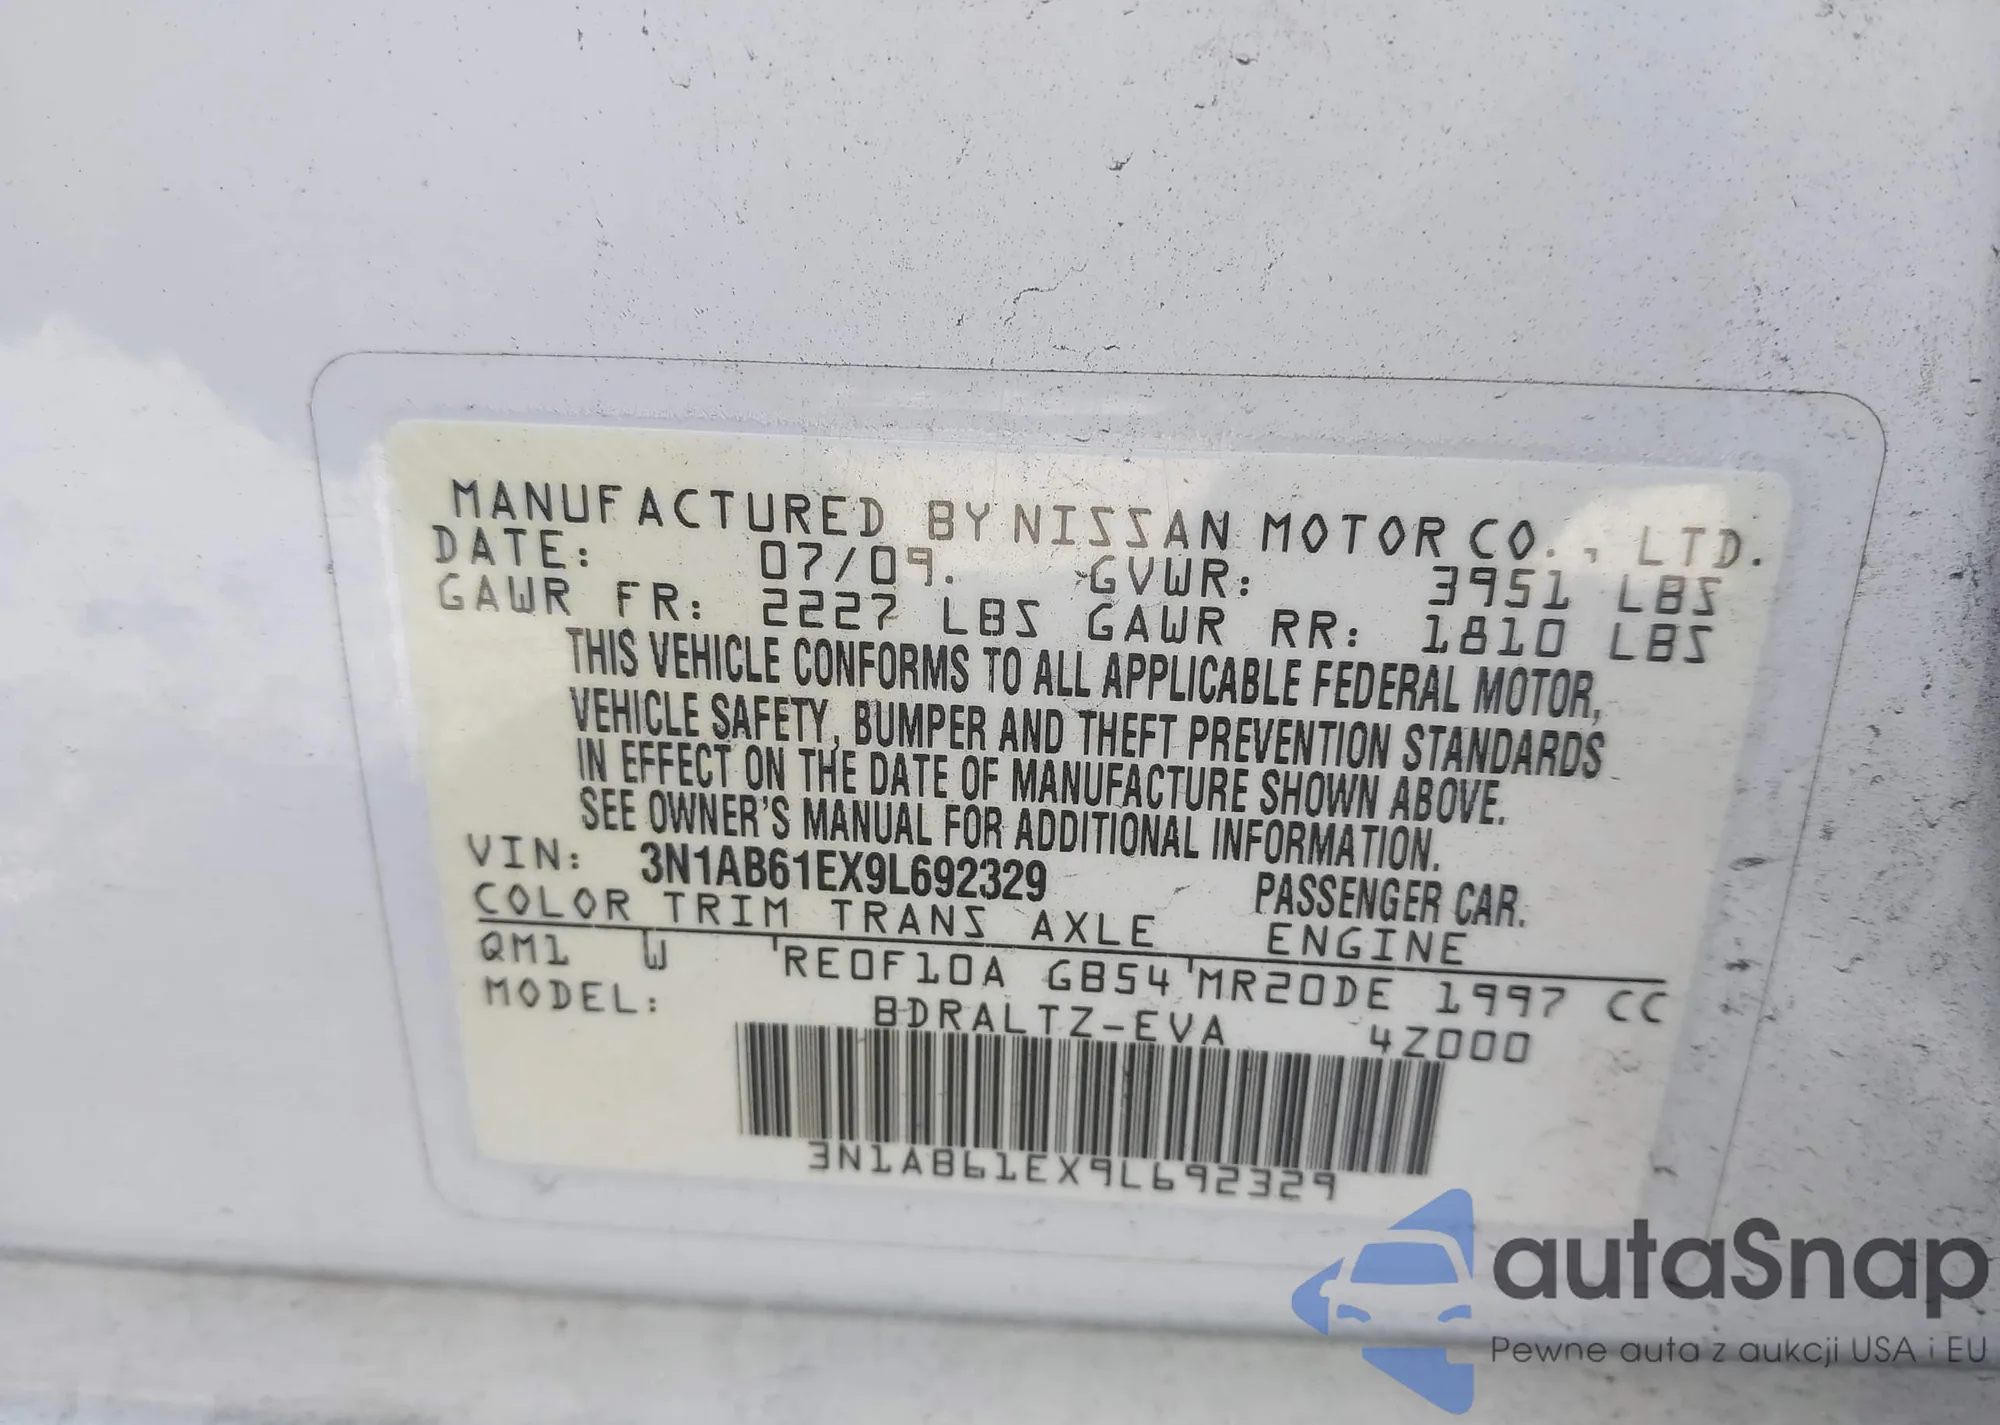 MANUFACTURED BY NISSAN MOTOR CO., LTD.
DATE: 07/09. GVWR: 3951 LBS
GAWR FR: 2227 LBS GAWR RR: 1810 LBS
THIS VEHICLE CONFORMS TO ALL APPLICABLE FEDERAL MOTOR,
VEHICLE SAFETY, BUMPER AND THEFT PREVENTION STANDARDS
IN EFFECT ON THE DATE OF MANUFACTURE SHOWN ABOVE.
SEE OWNER'S MANUAL FOR ADDITIONAL INFORMATION.
VIN: 3N1AB61EX9L692329 PASSENGER CAR.
COLOR TRIM TRANS AXLE ENGINE
QM1 W RE0F10A GB54 MR20DE 1997 CC
MODEL: BDRALTZ-EVA 4Z000
3N1AB61EX9L692329
autaSnap
Pewne auta z aukcji USA i EU